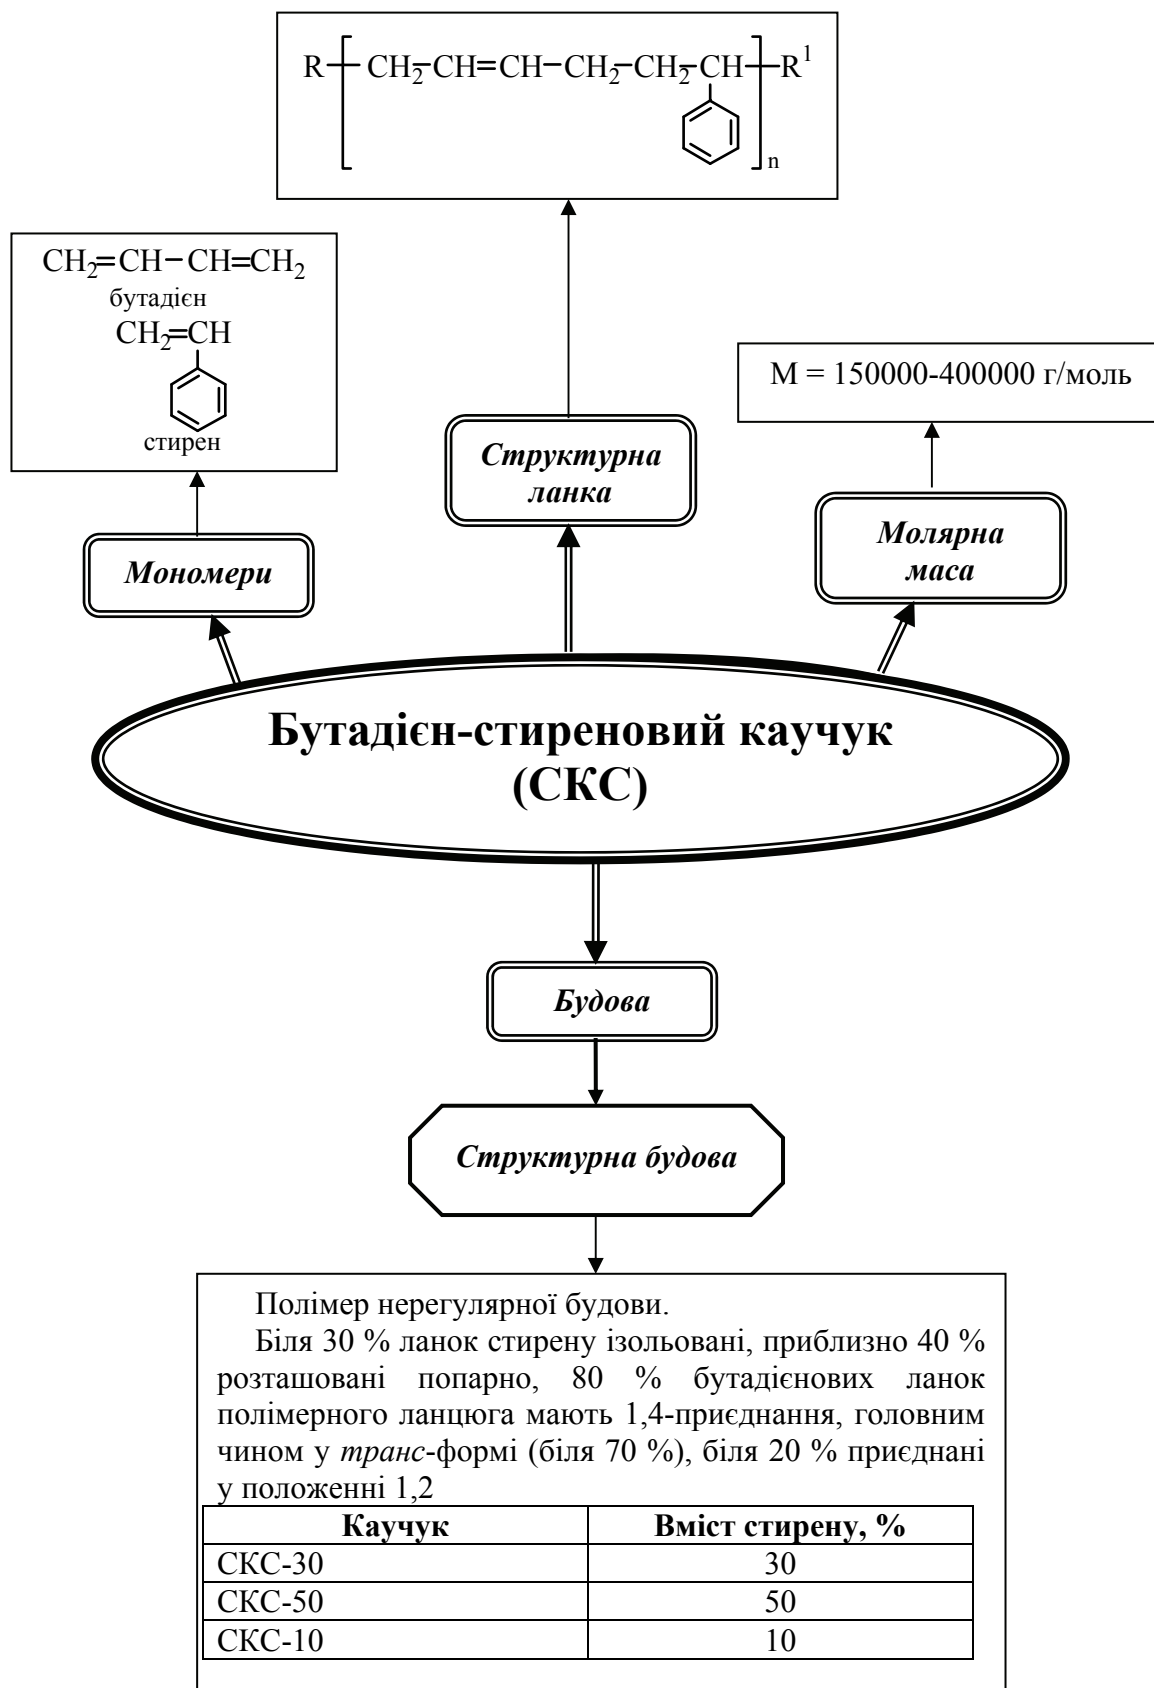 R CH2-CH=CH-CH2-CH2-CH R1
n
CH2=CH-CH=CH2
бутадієн
CH2=CH
стирен
М = 150000-400000 г/моль
Структурна
ланка
Молярна
маса
Мономери
Бутадієн-стиреновий каучук
(СКС)
Будова
Структурна будова
Полімер нерегулярної будови.
Біля 30 % ланок стирену ізольовані, приблизно 40 %
розташовані попарно, 80 % бутадієнових ланок
полімерного ланцюга мають 1,4-приєднання, головним
чином у транс-формі (біля 70 %), біля 20 % приєднані
у положенні 1,2
Каучук Вміст стирену, %
СКС-30 30
СКС-50 50
СКС-10 10